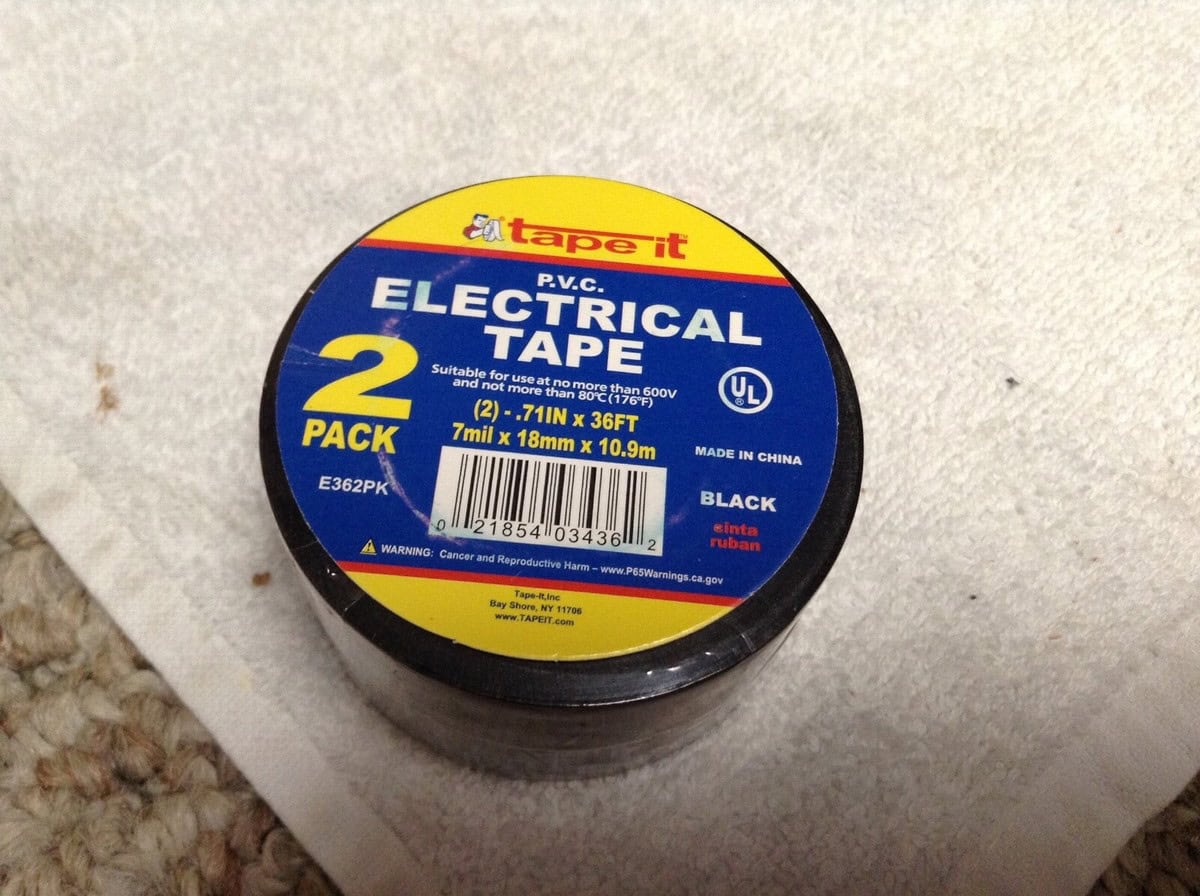 tape it™
P.V.C.
ELECTRICAL
TAPE
2
PACK
Suitable for use at no more than 600V
and not more than 80°C (176°F)
(2) - .71IN x 36FT
7mil x 18mm x 10.9m
UL
®
MADE IN CHINA
E362PK
BLACK
cinta
ruban
0 21854 03436 2
WARNING: Cancer and Reproductive Harm – www.P65Warnings.ca.gov
Tape-It,Inc
Bay Shore, NY 11706
www.TAPEIT.com